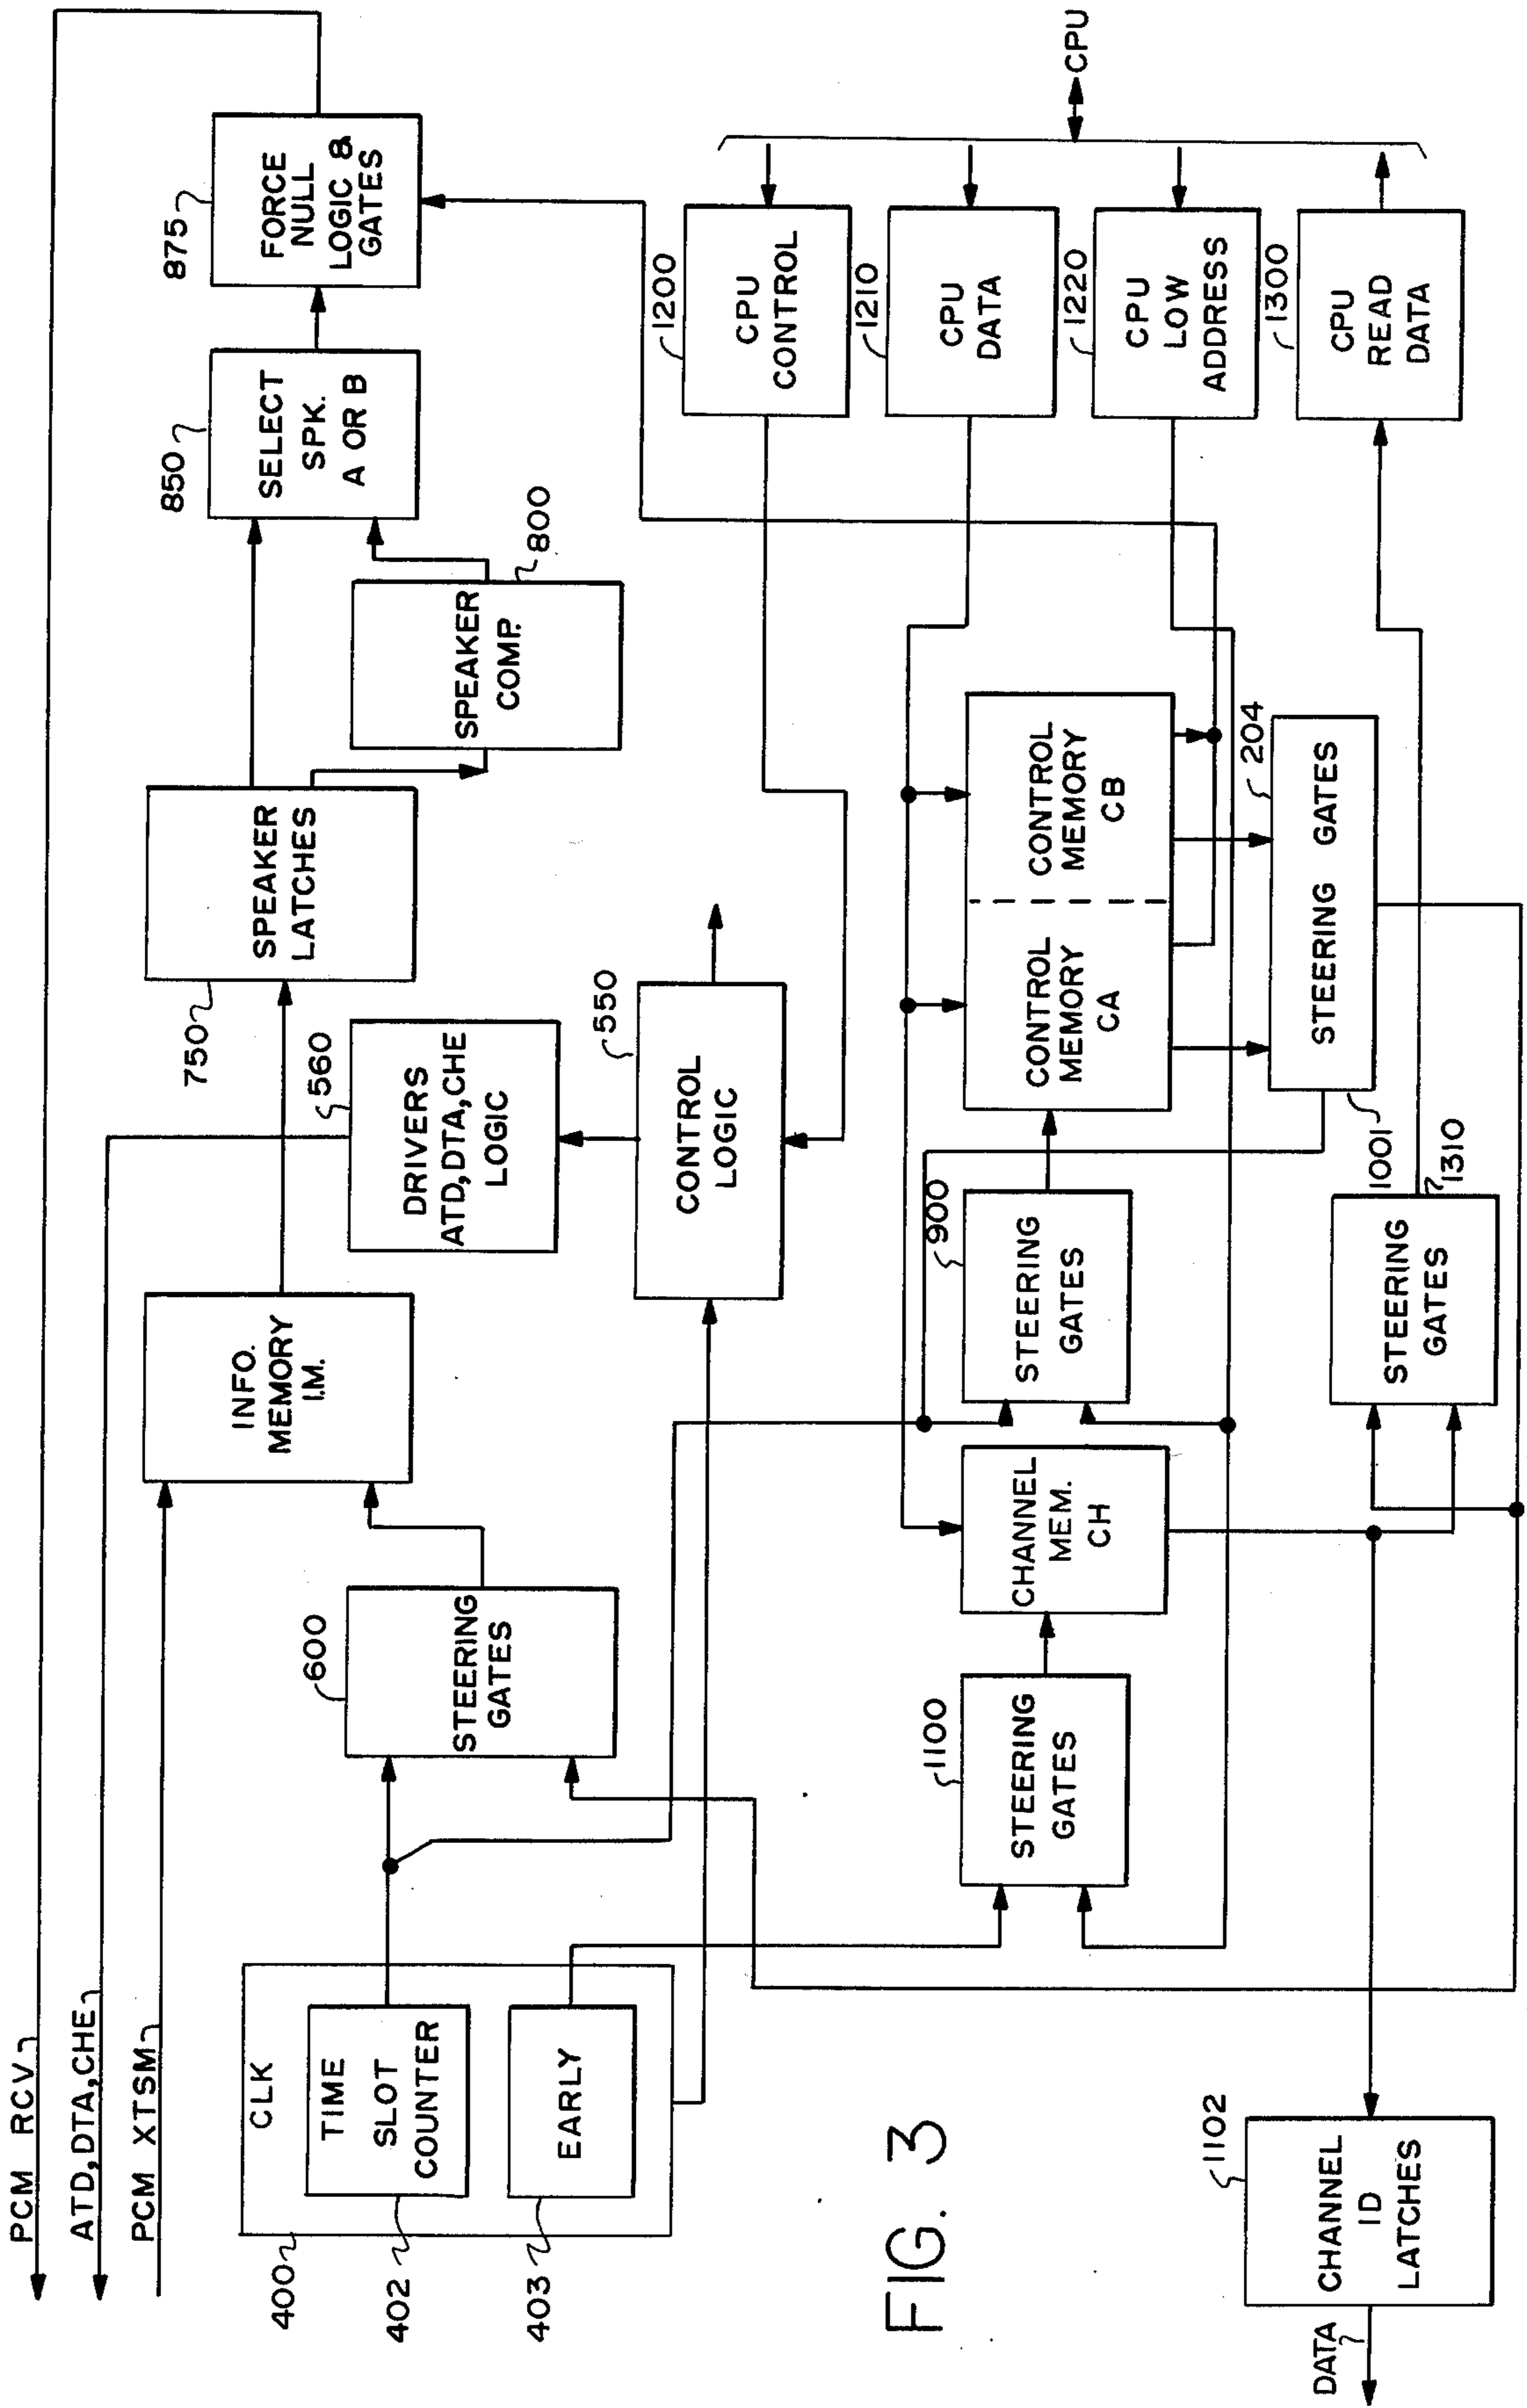 PCM RCV
ATD,DTA,CHE
PCM XTSM
400
CLK
402
TIME
SLOT
COUNTER
403
EARLY
600
STEERING
GATES
INFO.
MEMORY
I.M.
750
SPEAKER
LATCHES
800
SPEAKER
COMP.
850
SELECT
SPK.
A OR B
875
FORCE
NULL
LOGIC &
GATES
560
DRIVERS
ATD,DTA,CHE
LOGIC
550
CONTROL
LOGIC
1200
CPU
CONTROL
1210
CPU
DATA
1220
CPU
LOW
ADDRESS
1300
CPU
READ
DATA
CPU
1100
STEERING
GATES
CHANNEL
MEM.
CH
900
STEERING
GATES
CONTROL
MEMORY
CA
CONTROL
MEMORY
CB
204
STEERING GATES
1001
1310
STEERING
GATES
1102
CHANNEL
ID
LATCHES
DATA
FIG. 3